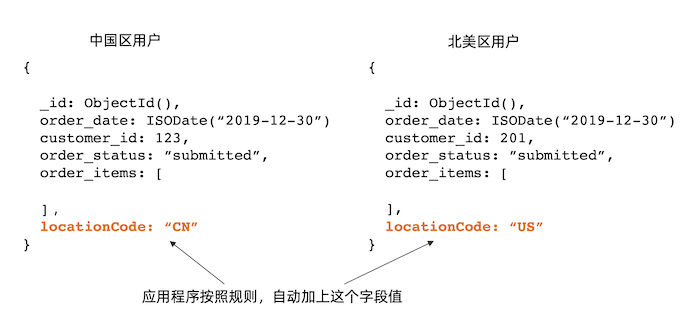 中国区用户
{
_id: ObjectId(),
order_date: ISODate(“2019-12-30”)
customer_id: 123,
order_status: ”submitted”,
order_items: [
],
locationCode: “CN”
}
北美区用户
{
_id: ObjectId(),
order_date: ISODate(“2019-12-30”)
customer_id: 201,
order_status: ”submitted”,
order_items: [
],
locationCode: “US”
}
应用程序按照规则，自动加上这个字段值